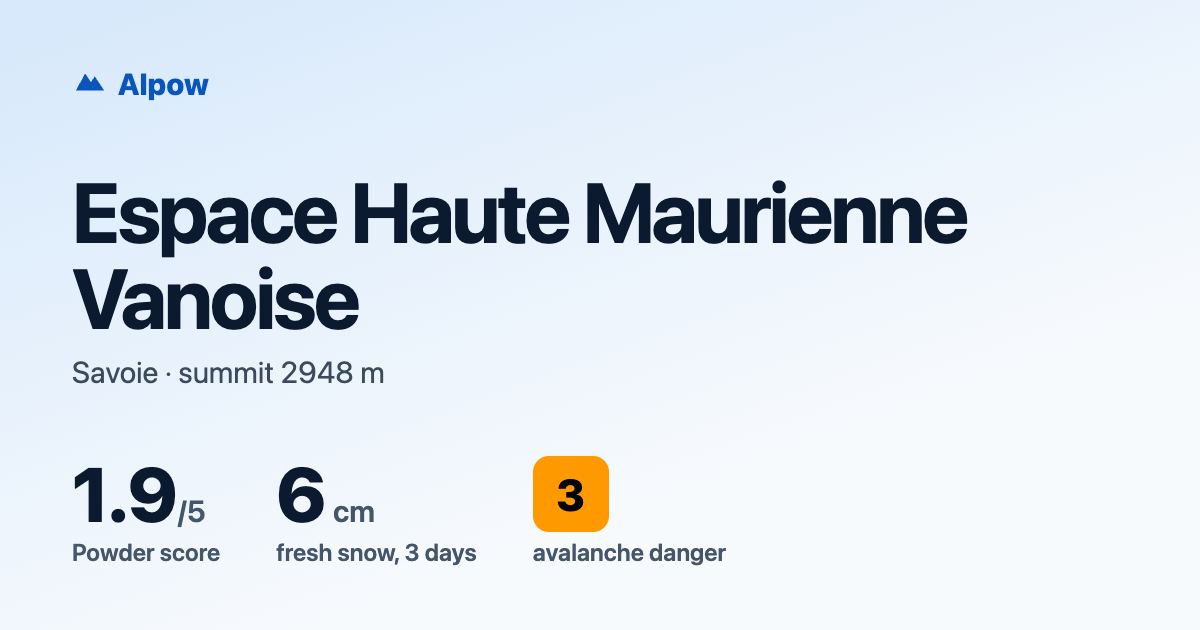 Alpow
Espace Haute Maurienne
Vanoise
Savoie · summit 2948 m
1.9/5
Powder score
6 cm
fresh snow, 3 days
3
avalanche danger